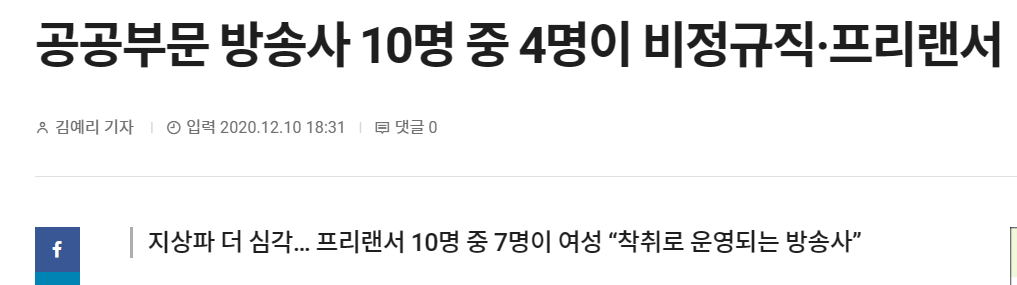 공공부문 방송사 10명 중 4명이 비정규직·프리랜서
김예리 기자 입력 2020.12.10 18:31 댓글 0
f
지상파 더 심각... 프리랜서 10명 중 7명이 여성 “착취로 운영되는 방송사”